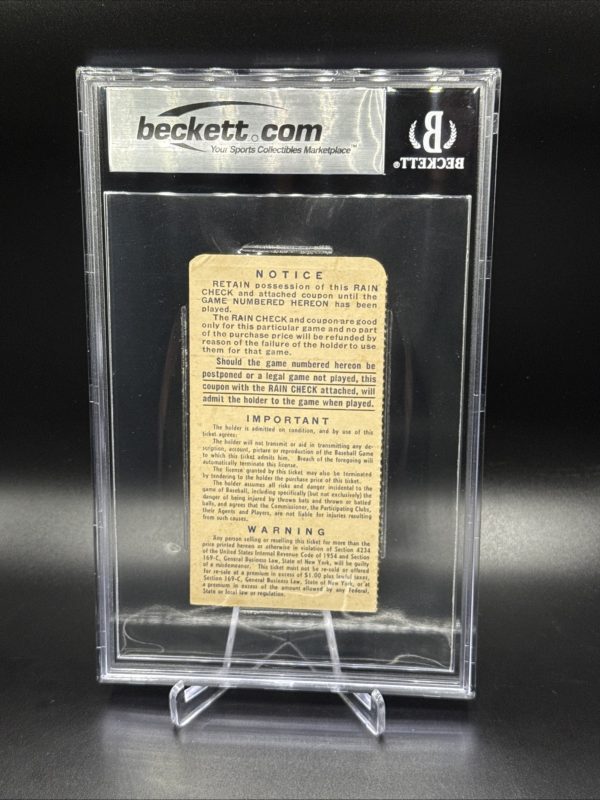 beckett.com
Your Sports Collectibles Marketplace™
B
BECKETT®
NOTICE
RETAIN possession of this RAIN
CHECK and attached coupon until the
GAME NUMBERED HEREON has been
played.
The RAIN CHECK and coupon are good
only for this particular game and no part
of the purchase price will be refunded by
reason of the failure of the holder to use
them for that game.
Should the game numbered hereon be
postponed or a legal game not played, this
coupon with the RAIN CHECK attached, will
admit the holder to the game when played.
IMPORTANT
The holder is admitted on condition, and by use of this
ticket agrees:
The holder will not transmit or aid in transmitting any de-
scription, account, picture or reproduction of the Baseball Game
to which this ticket admits him. Breach of the foregoing will
automatically terminate this license.
The license granted by this ticket may also be terminated
by tendering to the holder the purchase price of this ticket.
The holder assumes all risks and danger incidental to the
game of Baseball, including specifically (but not exclusively) the
danger of being injured by thrown bats and thrown or batted
balls, and agrees that the Commissioner, the Participating Clubs,
their Agents and Players, are not liable for injuries resulting
from such causes.
WARNING
Any person selling or reselling this ticket for more than the
price printed hereon or otherwise in violation of Section 4234
of the United States Internal Revenue Code of 1954 and Section
169-C, General Business Law, State of New York, will be guilty
of a misdemeanor. This ticket must not be re-sold or offered
for re-sale at a premium in excess of $1.00 plus lawful taxes,
Section 169-C, General Business Law, State of New York, or at
a premium in excess of the amount allowed by any Federal,
State or local law or regulation.